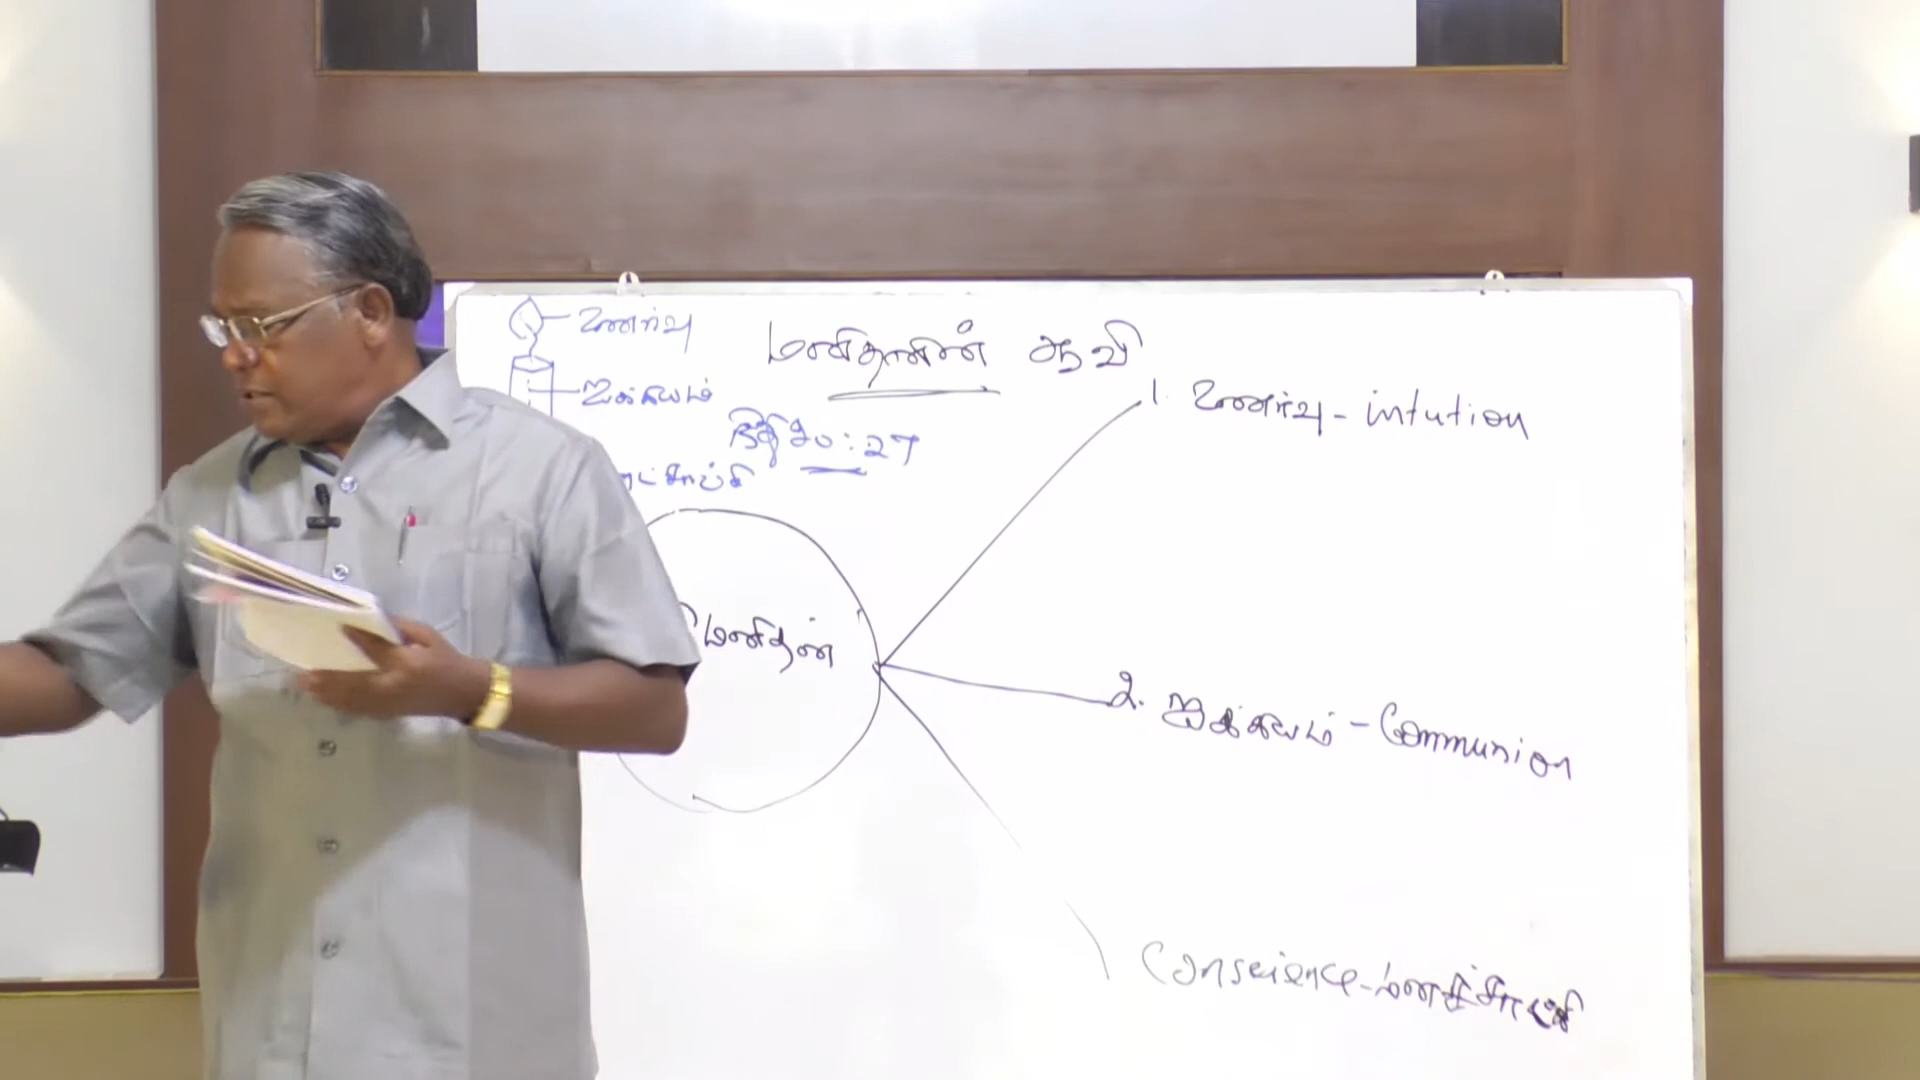 உணர்வு
மனிதனின் ஆவி
ஐக்கியம்
1. உணர்வு - intution
நீதி 20:27
மனிதன்
2. ஐக்கியம் - Communion
Conscience - மனச்சாட்சி